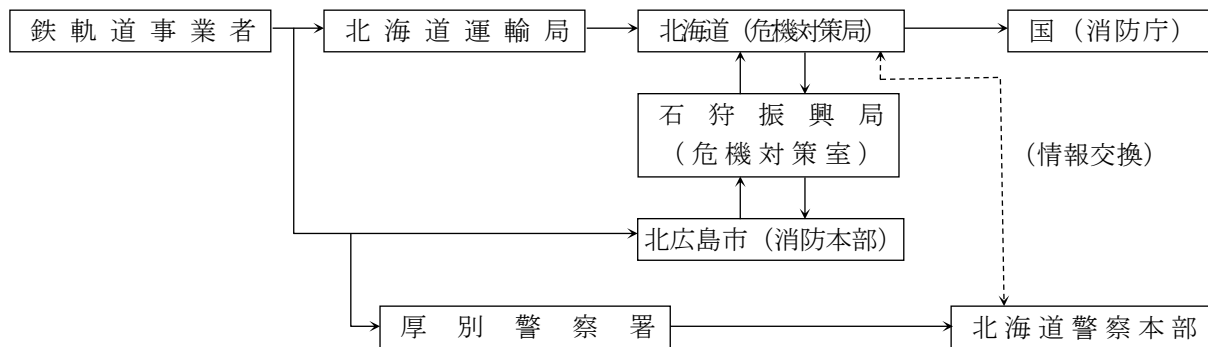 鉄軌道事業者
北海道運輸局
北海道（危機対策局）
国（消防庁）
石狩振興局
（危機対策室）
（情報交換）
北広島市（消防本部）
厚別警察署
北海道警察本部